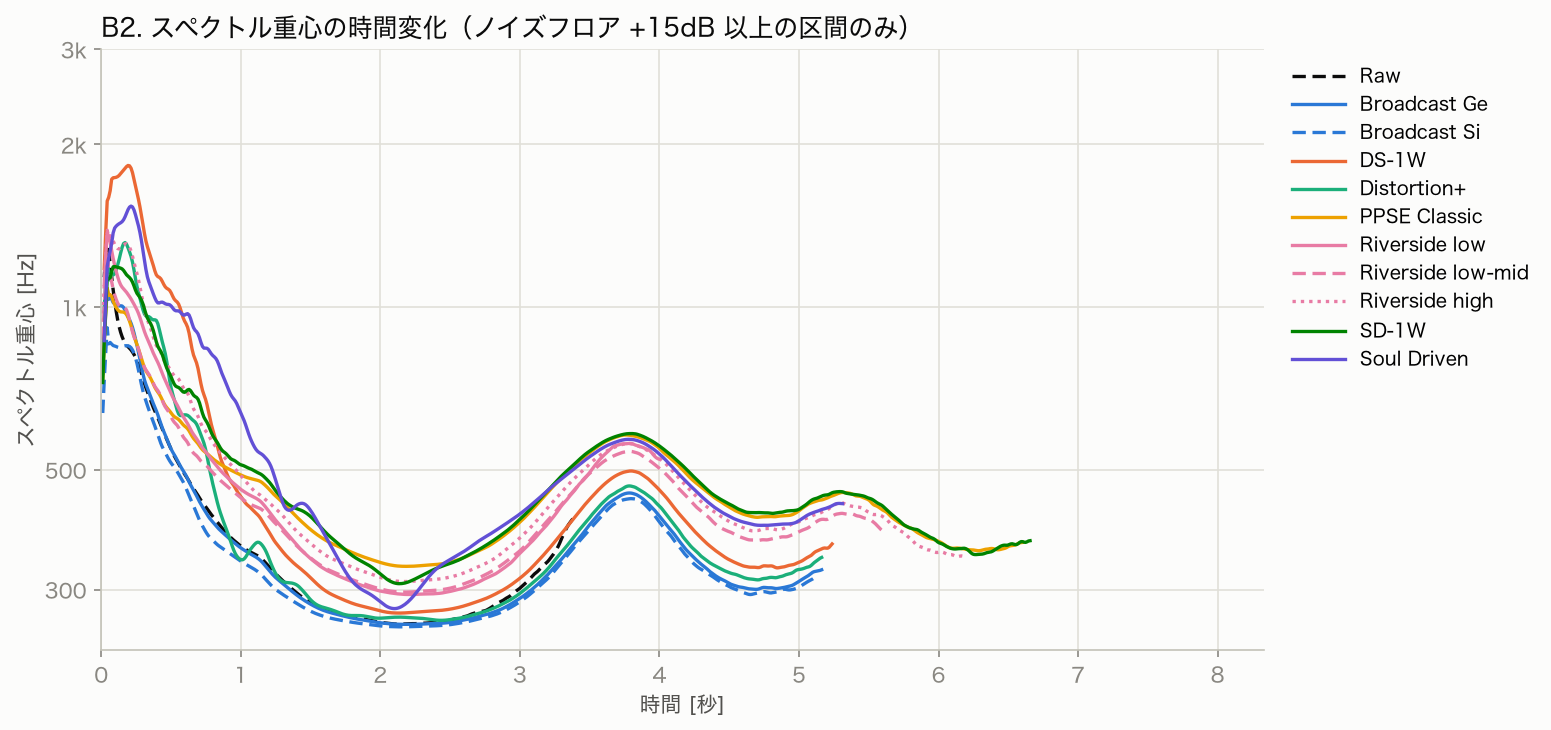 B2. スペクトル重心の時間変化（ノイズフロア +15dB 以上の区間のみ）
3k
2k
1k
500
300
スペクトル重心 [Hz]
0 1 2 3 4 5 6 7 8
時間 [秒]
Raw
Broadcast Ge
Broadcast Si
DS-1W
Distortion+
PPSE Classic
Riverside low
Riverside low-mid
Riverside high
SD-1W
Soul Driven